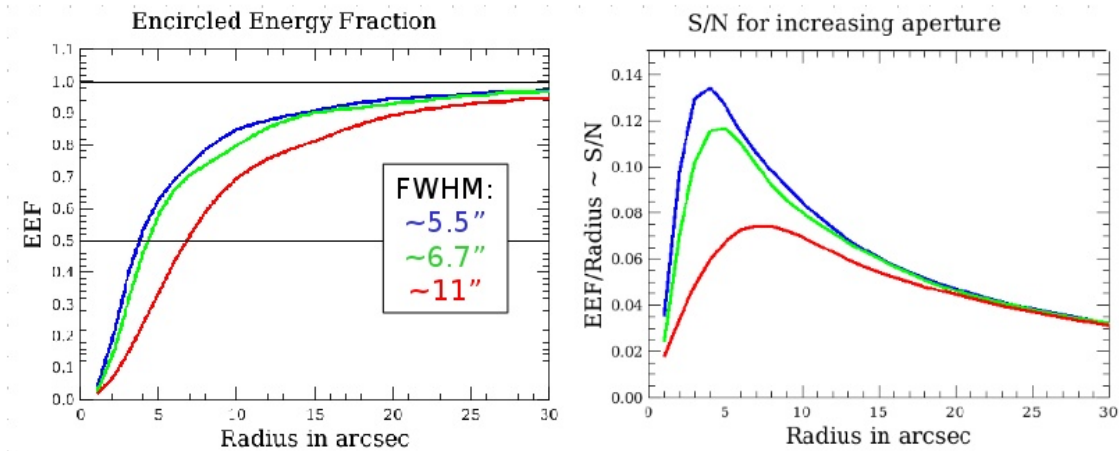 Encircled Energy Fraction
1.1
1.0
0.9
0.8
0.7
0.6
0.5
0.4
0.3
0.2
0.1
0.0
EEF
FWHM:
~5.5”
~6.7”
~11”
0 5 10 15 20 25 30
Radius in arcsec
S/N for increasing aperture
0.14
0.12
0.10
0.08
0.06
0.04
0.02
0.00
EEF/Radius ~ S/N
0 5 10 15 20 25 30
Radius in arcsec